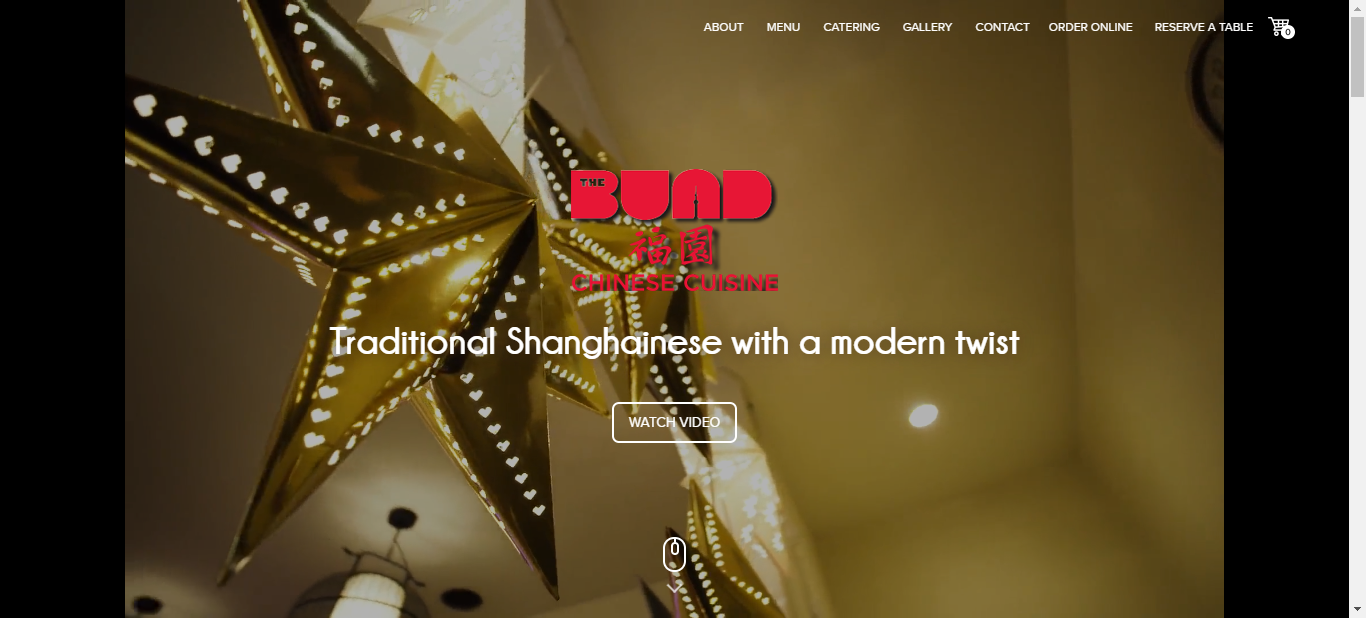 ABOUT MENU CATERING GALLERY CONTACT ORDER ONLINE RESERVE A TABLE 0
THE
BUND
福園
CHINESE CUISINE
Traditional Shanghainese with a modern twist
WATCH VIDEO